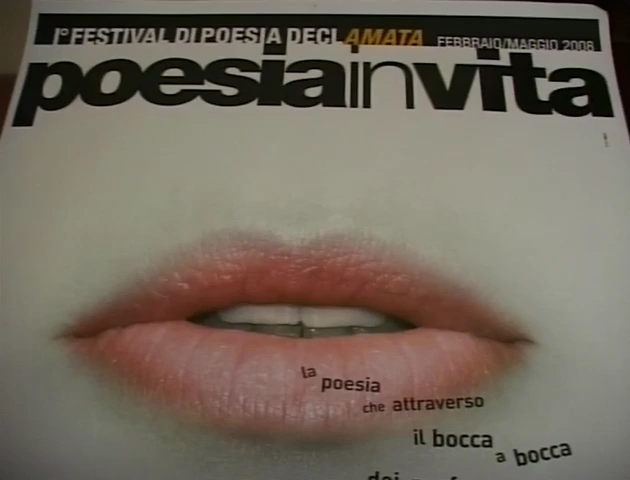 I° FESTIVAL DI POESIA DECLAMATA FEBBRAIO/MAGGIO 2008
poesiainvita
la
poesia
che attraverso
il bocca
a bocca